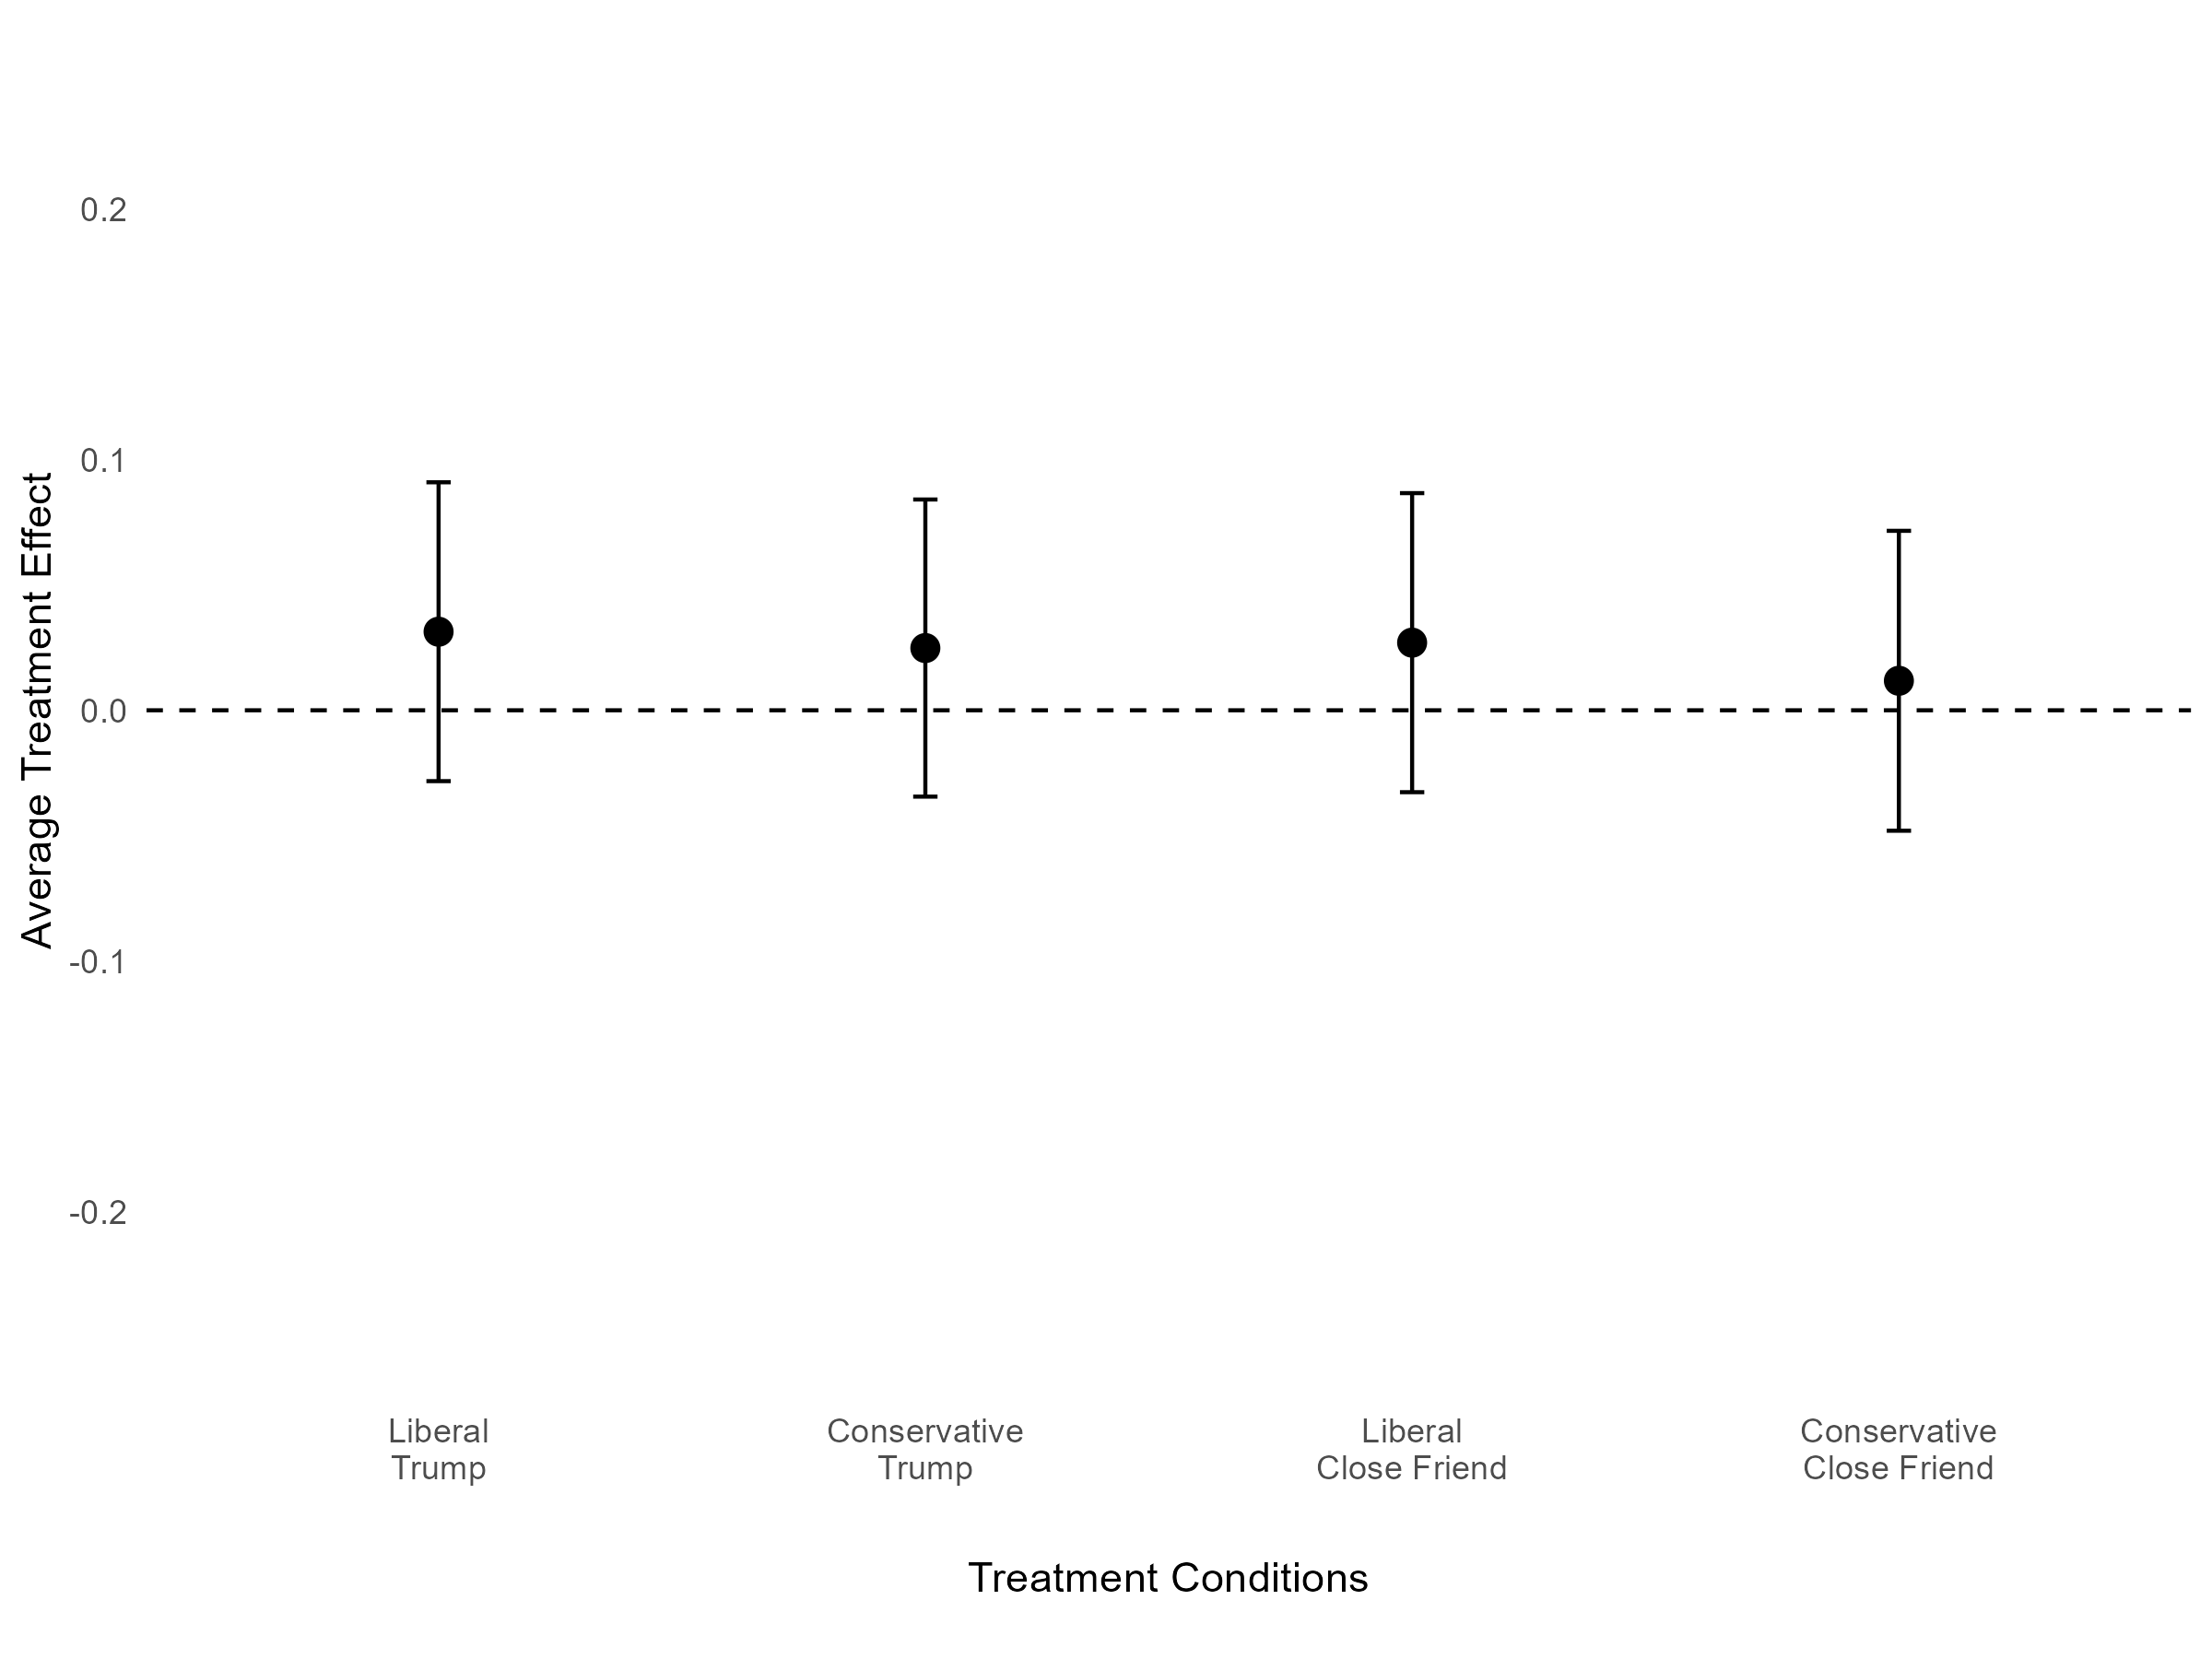 Average Treatment Effect
0.2
0.1
0.0
-0.1
-0.2
Liberal
Trump
Conservative
Trump
Liberal
Close Friend
Conservative
Close Friend
Treatment Conditions